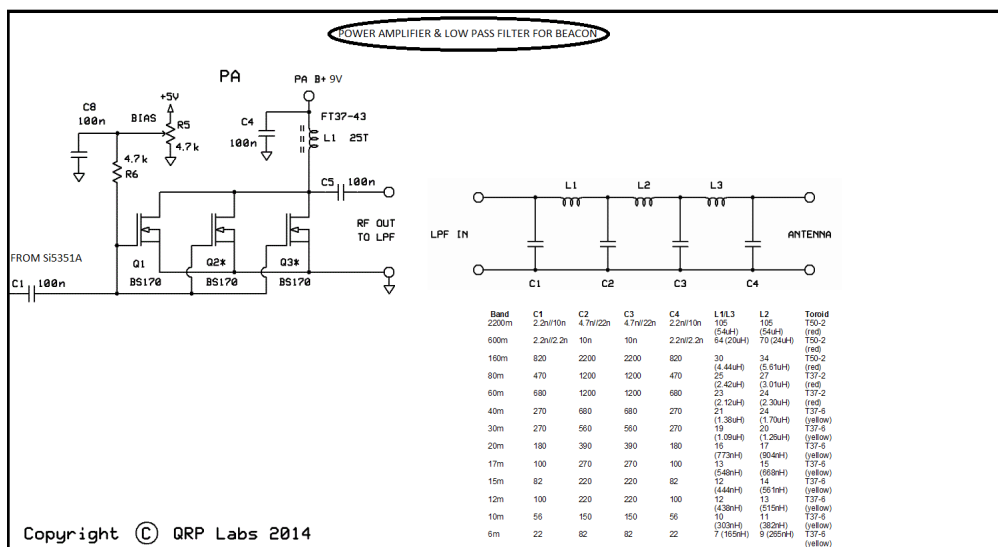 POWER AMPLIFIER & LOW PASS FILTER FOR BEACON
PA
PA B+ 9V
+5V
C8
100n
BIAS
R5
4.7k
4.7k
R6
C4
100n
FT37-43
L1 25T
C5 100n
RF OUT
TO LPF
FROM Si5351A
C1 100n
Q1
BS170
Q2*
BS170
Q3*
BS170
L1 L2 L3
LPF IN
ANTENNA
C1 C2 C3 C4
Band C1 C2 C3 C4 L1/L3 L2 Toroid
2200m 2.2n//10n 4.7n//22n 4.7n//22n 2.2n//10n 105 105 T50-2
(54uH) (54uH) (red)
600m 2.2n//2.2n 10n 10n 2.2n//2.2n 64 (20uH) 70 (24uH) T50-2
(red)
160m 820 2200 2200 820 30 34 T50-2
(4.44uH) (5.61uH) (red)
80m 470 1200 1200 470 25 27 T37-2
(2.42uH) (3.01uH) (red)
60m 680 1200 1200 680 23 24 T37-2
(2.12uH) (2.30uH) (red)
40m 270 680 680 270 21 24 T37-6
(1.38uH) (1.70uH) (yellow)
30m 270 560 560 270 19 20 T37-6
(1.09uH) (1.26uH) (yellow)
20m 180 390 390 180 16 17 T37-6
(773nH) (904nH) (yellow)
17m 100 270 270 100 13 15 T37-6
(548nH) (668nH) (yellow)
15m 82 220 220 82 12 14 T37-6
(444nH) (561nH) (yellow)
12m 100 220 220 100 12 13 T37-6
(438nH) (515nH) (yellow)
10m 56 150 150 56 10 11 T37-6
(303nH) (382nH) (yellow)
6m 22 82 82 22 7 (165nH) 9 (265nH) T37-6
(yellow)
Copyright © QRP Labs 2014